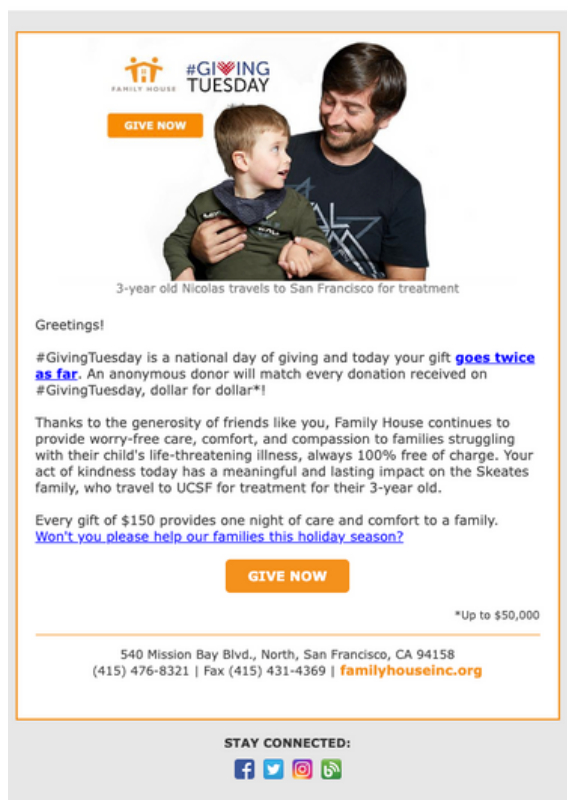 #GIVING
FAMILY HOUSE
TUESDAY
GIVE NOW
3-year old Nicolas travels to San Francisco for treatment
Greetings!
#GivingTuesday is a national day of giving and today your gift goes twice
as far. An anonymous donor will match every donation received on
#GivingTuesday, dollar for dollar*!
Thanks to the generosity of friends like you, Family House continues to
provide worry-free care, comfort, and compassion to families struggling
with their child's life-threatening illness, always 100% free of charge. Your
act of kindness today has a meaningful and lasting impact on the Skeates
family, who travel to UCSF for treatment for their 3-year old.
Every gift of $150 provides one night of care and comfort to a family.
Won't you please help our families this holiday season?
GIVE NOW
*Up to $50,000
540 Mission Bay Blvd., North, San Francisco, CA 94158
(415) 476-8321 | Fax (415) 431-4369 | familyhouseinc.org
STAY CONNECTED: